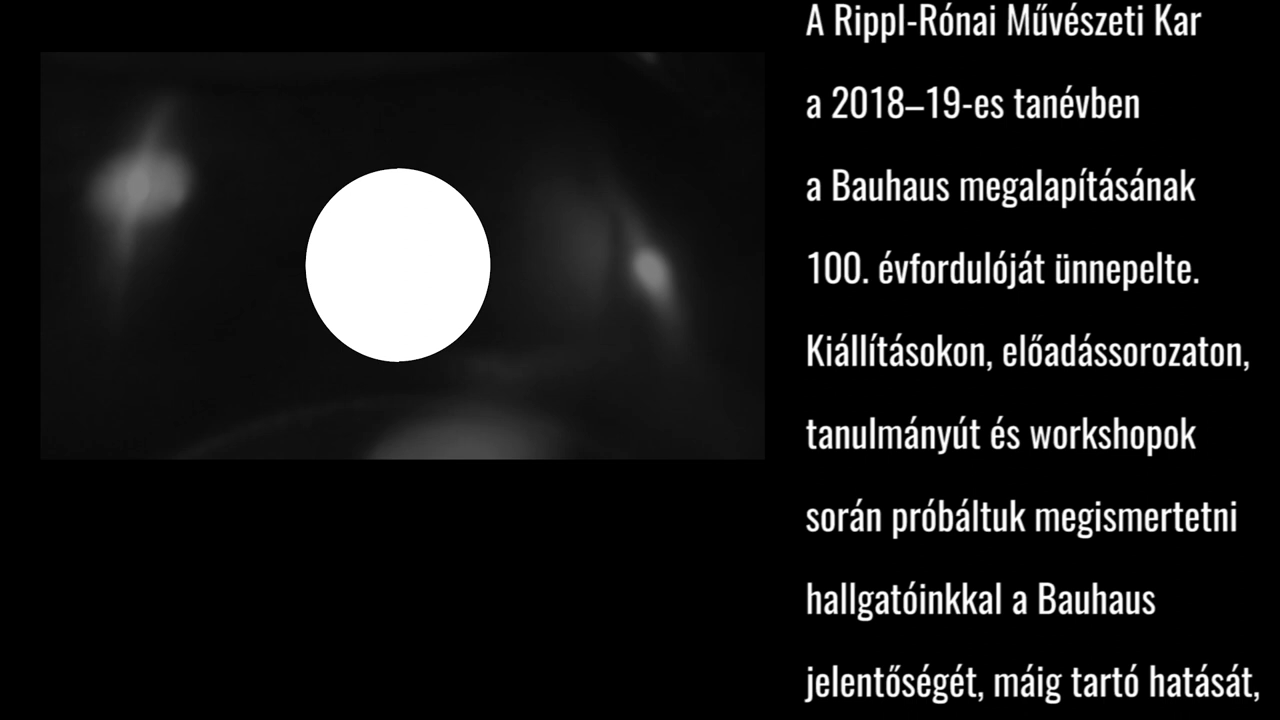 A Rippl-Rónai Művészeti Kar
a 2018–19-es tanévben
a Bauhaus megalapításának
100. évfordulóját ünnepelte.
Kiállításokon, előadássorozaton,
tanulmányút és workshopok
során próbáltuk megismertetni
hallgatóinkkal a Bauhaus
jelentőségét, máig tartó hatását,